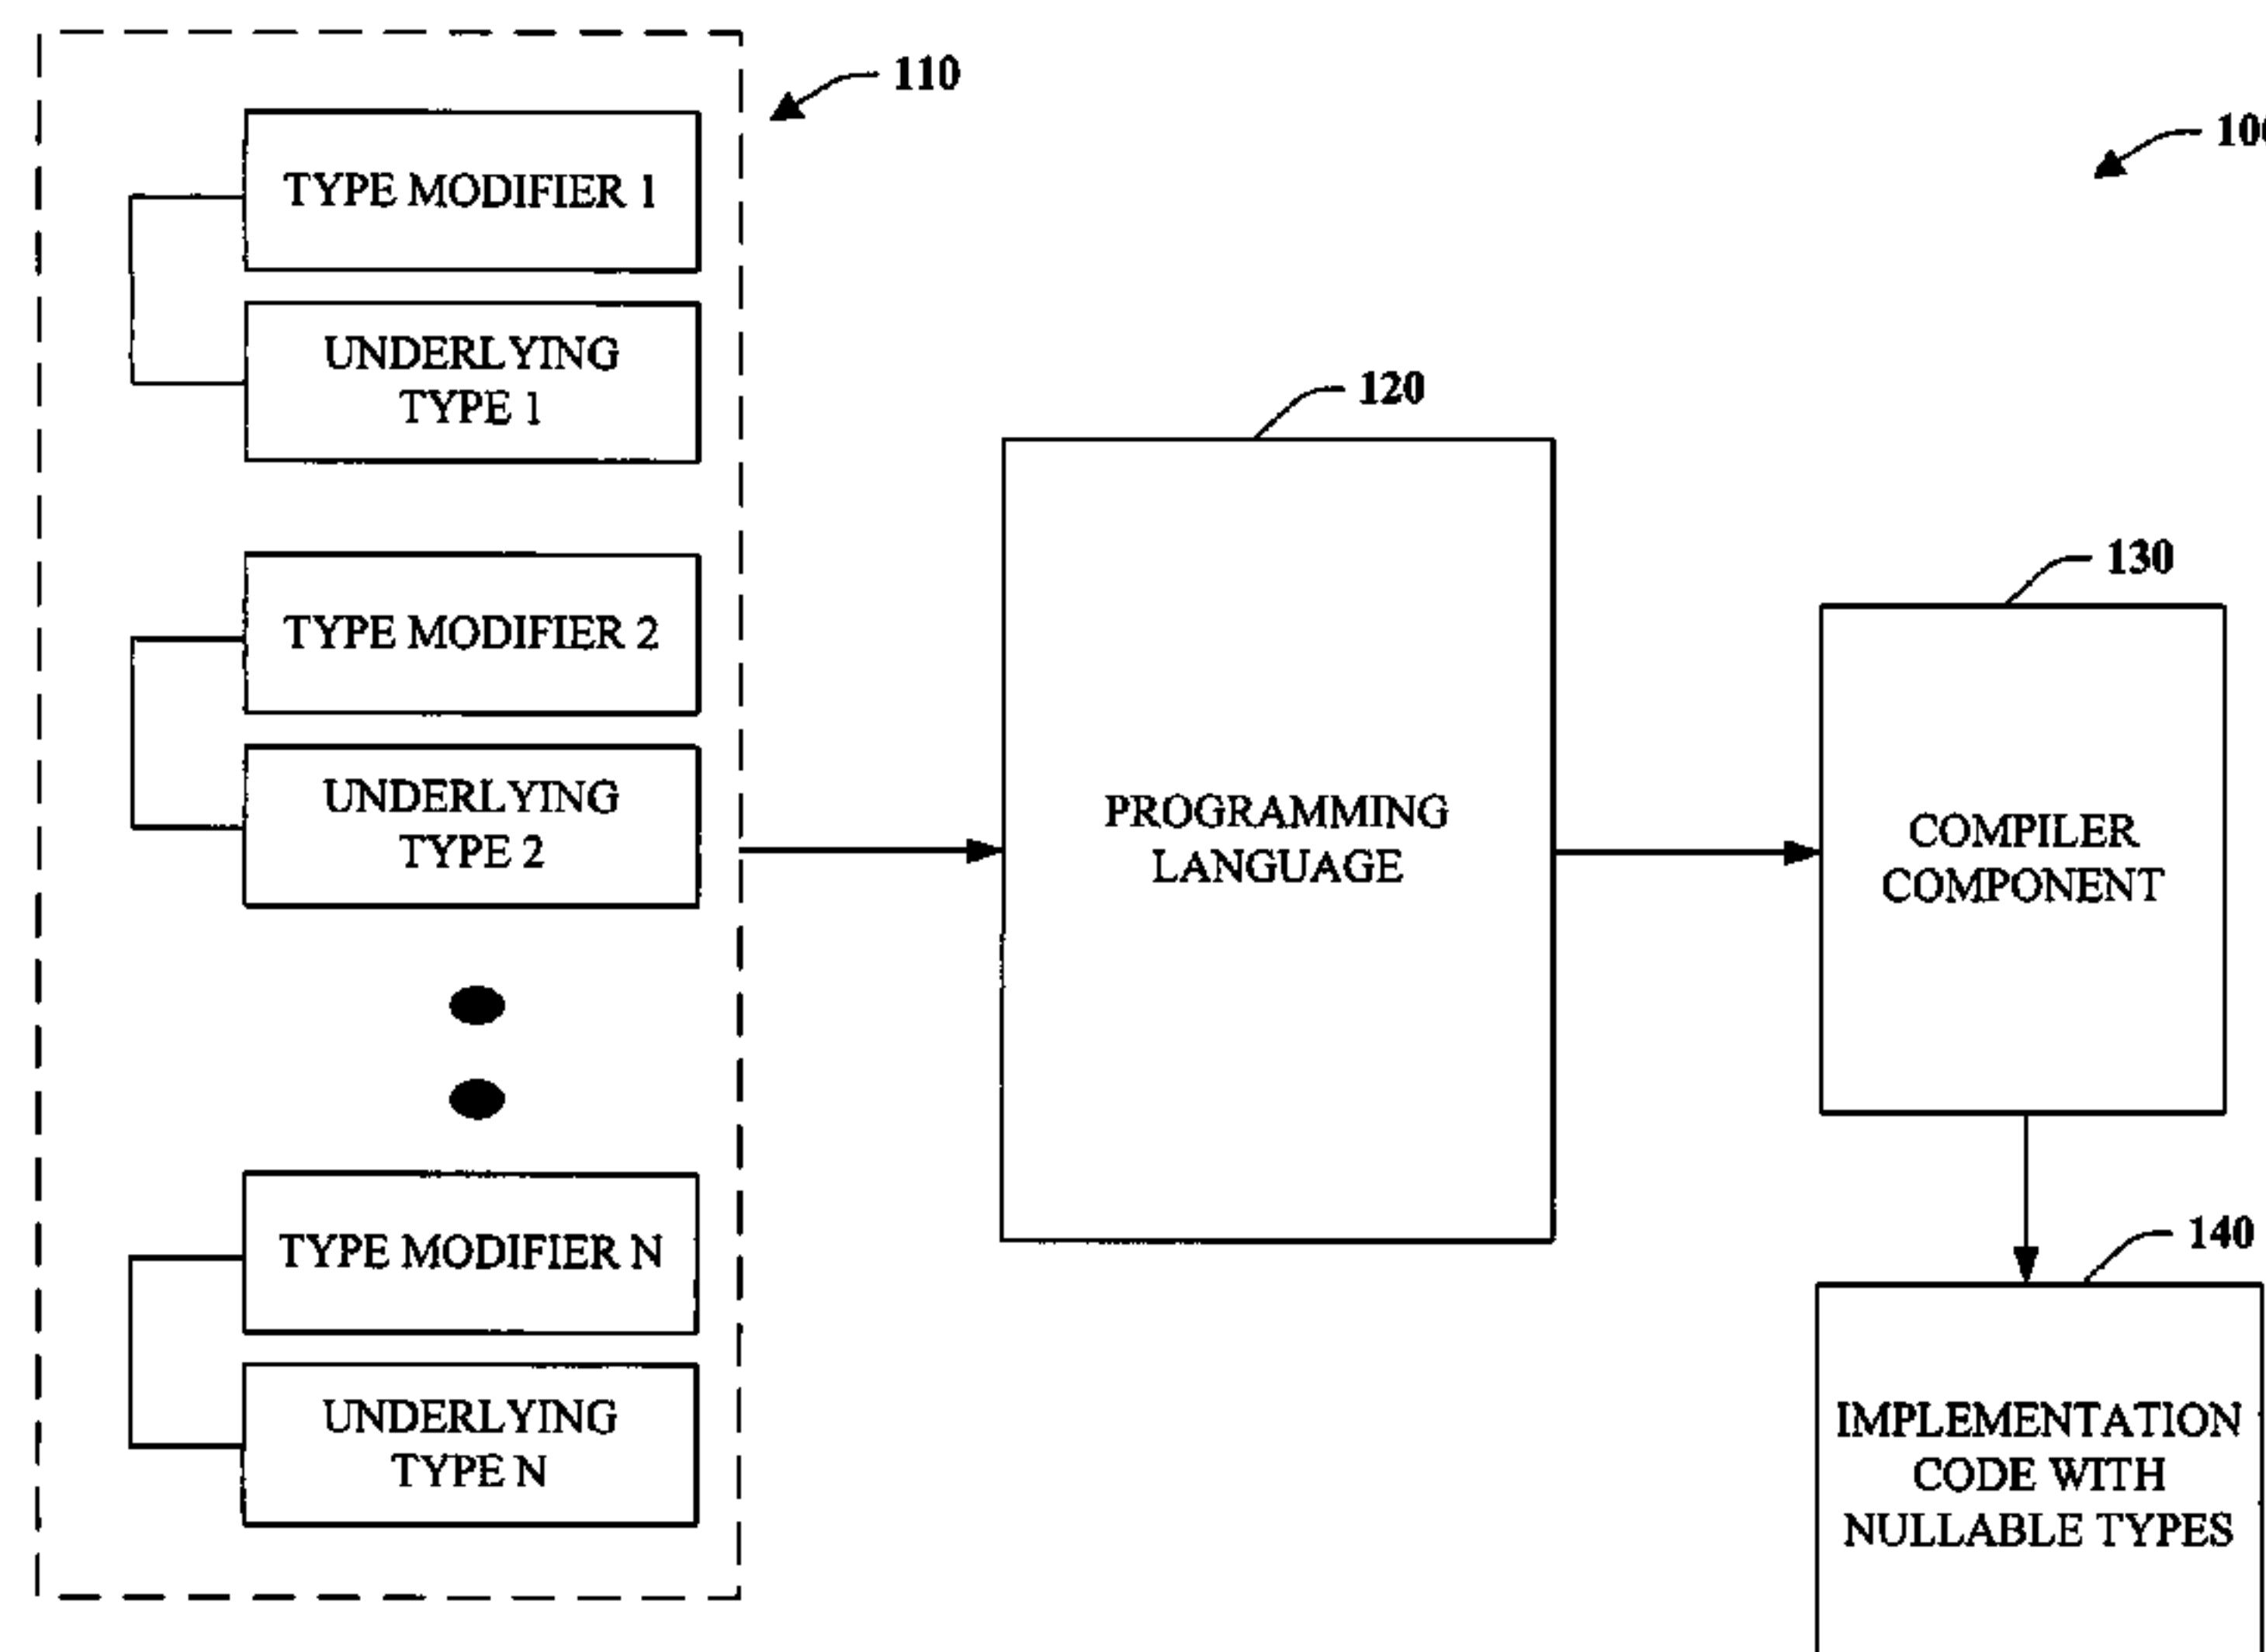 110
100
TYPE MODIFIER 1
UNDERLYING
TYPE 1
120
130
TYPE MODIFIER 2
UNDERLYING
TYPE 2
PROGRAMMING
LANGUAGE
COMPILER
COMPONENT
140
TYPE MODIFIER N
UNDERLYING
TYPE N
IMPLEMENTATION
CODE WITH
NULLABLE TYPES